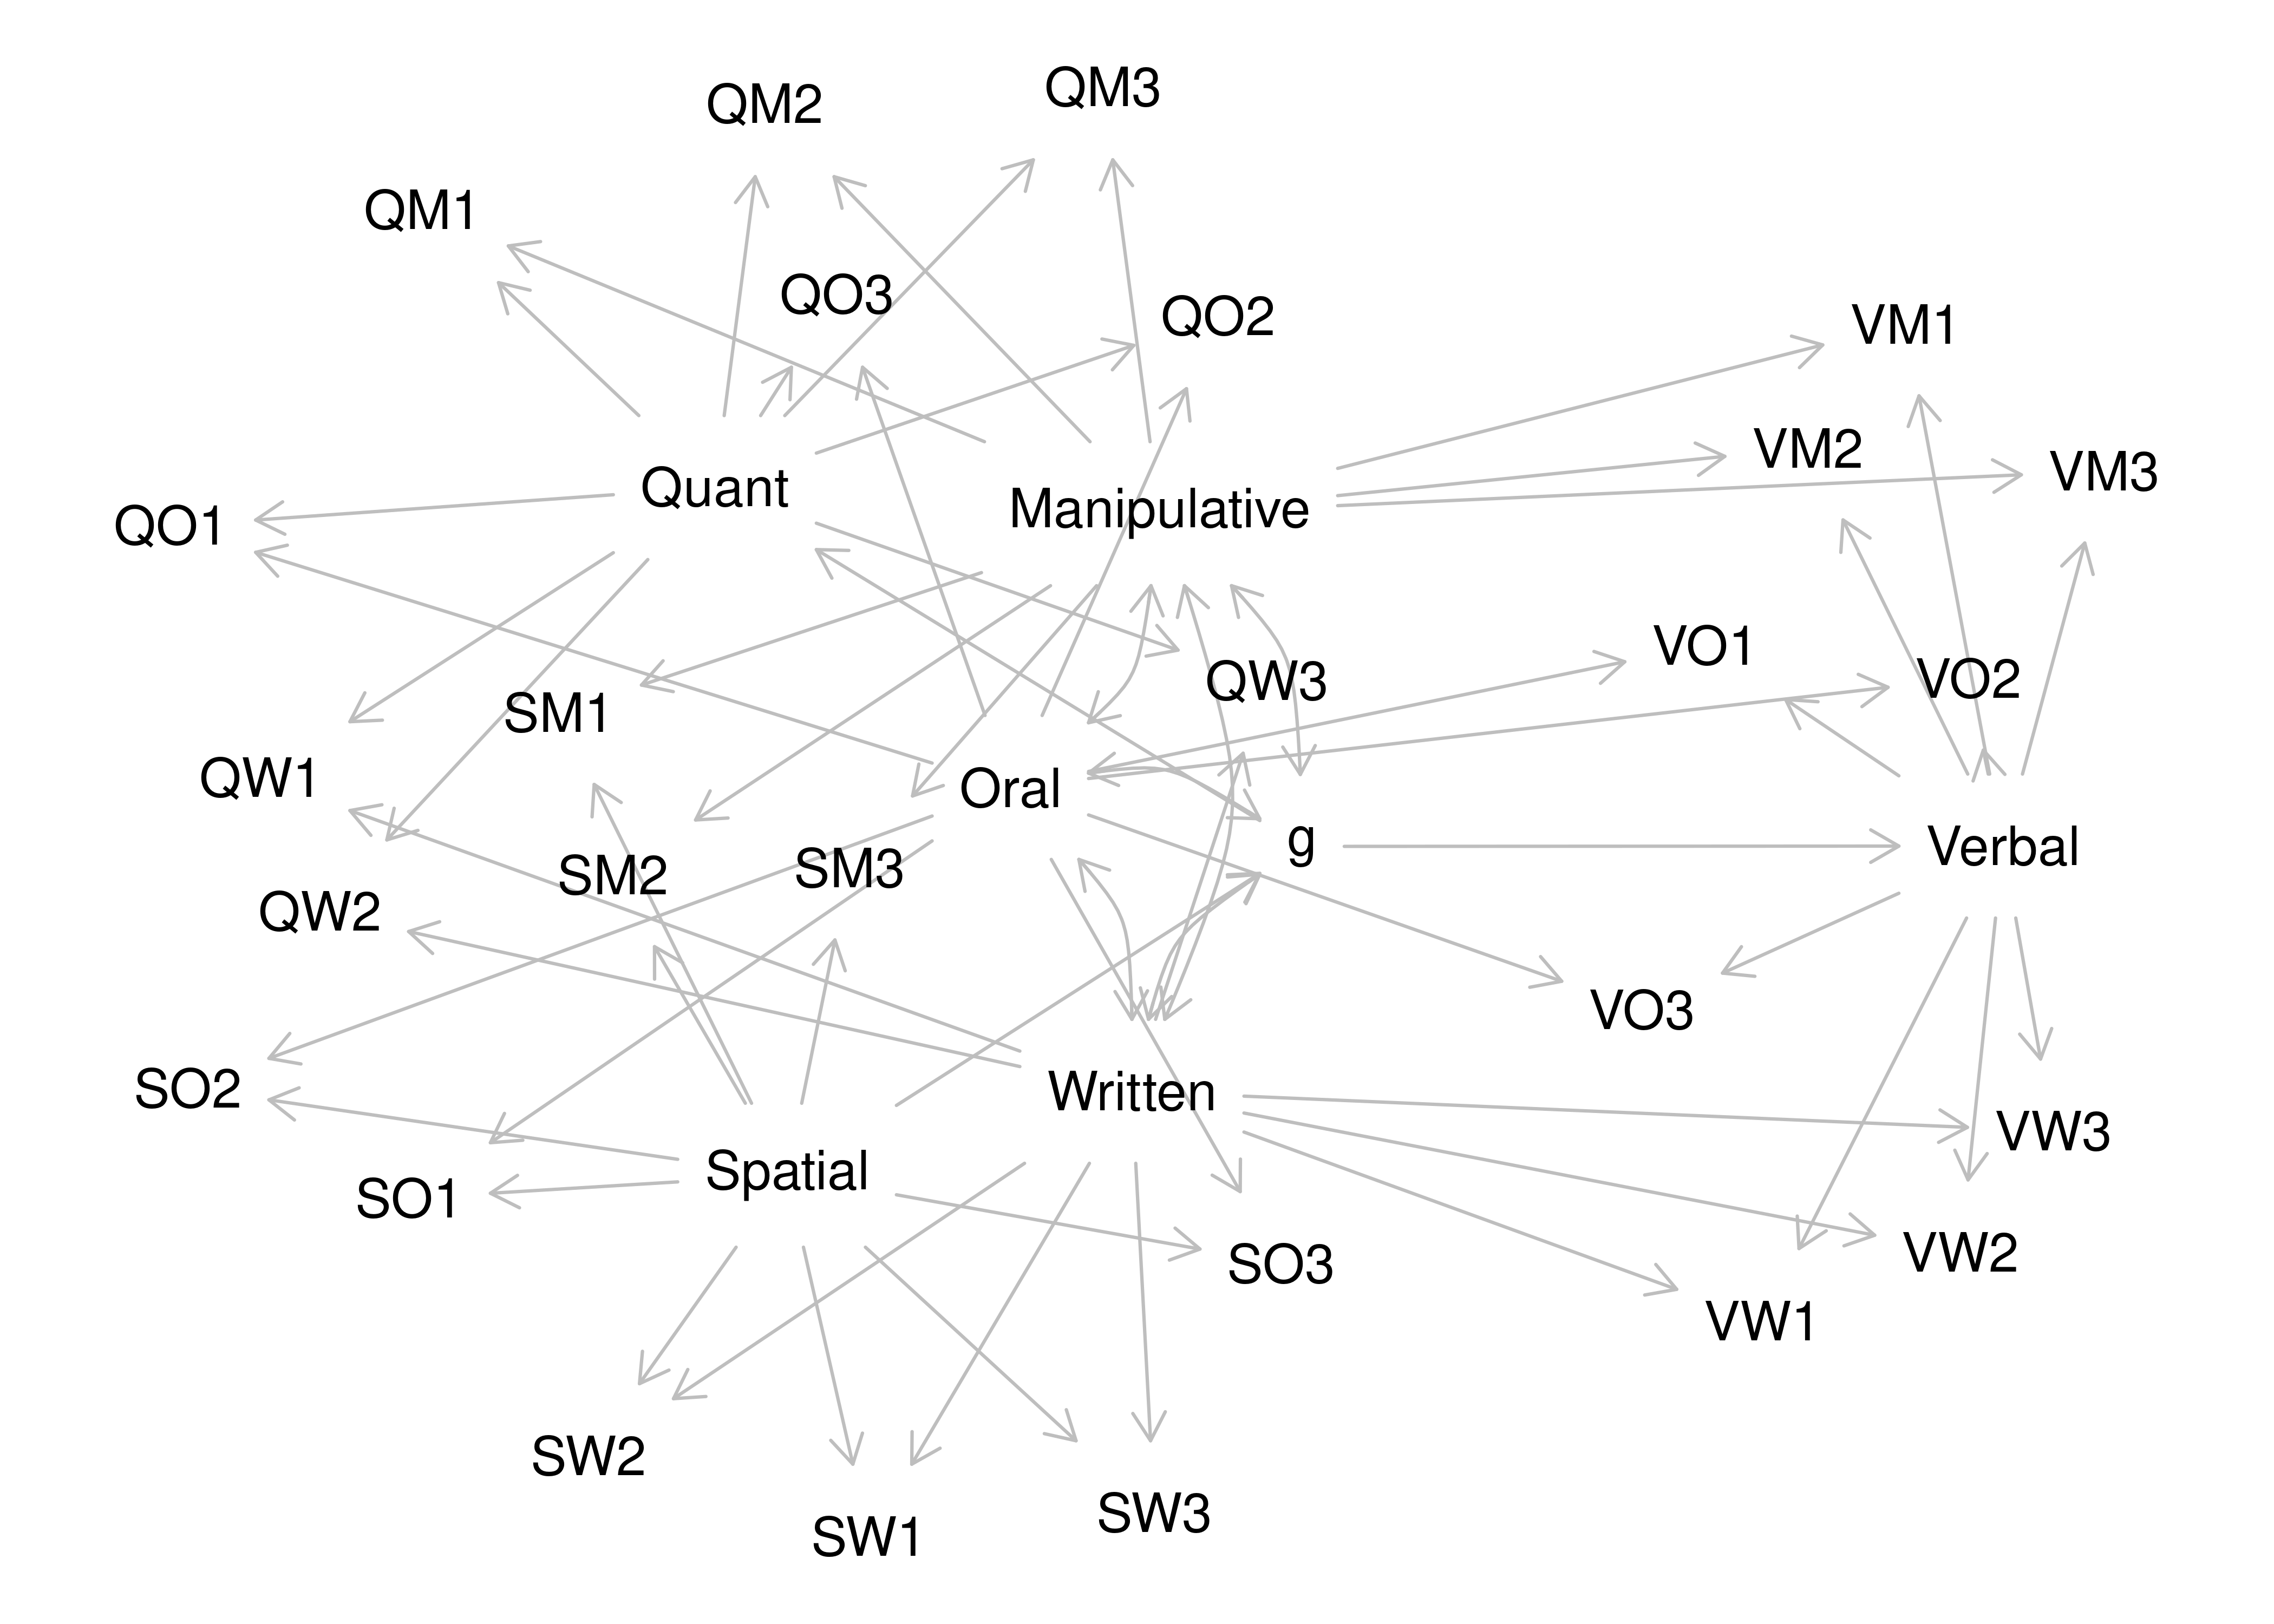 QM3
QM2
QM1
QO3
QO2
VM1
VM2
VM3
Quant
Manipulative
QO1
VO1
VO2
QW3
SM1
QW1
Oral
g
Verbal
SM2
SM3
QW2
VO3
SO2
Written
VW3
Spatial
SO1
VW2
SO3
VW1
SW2
SW3
SW1